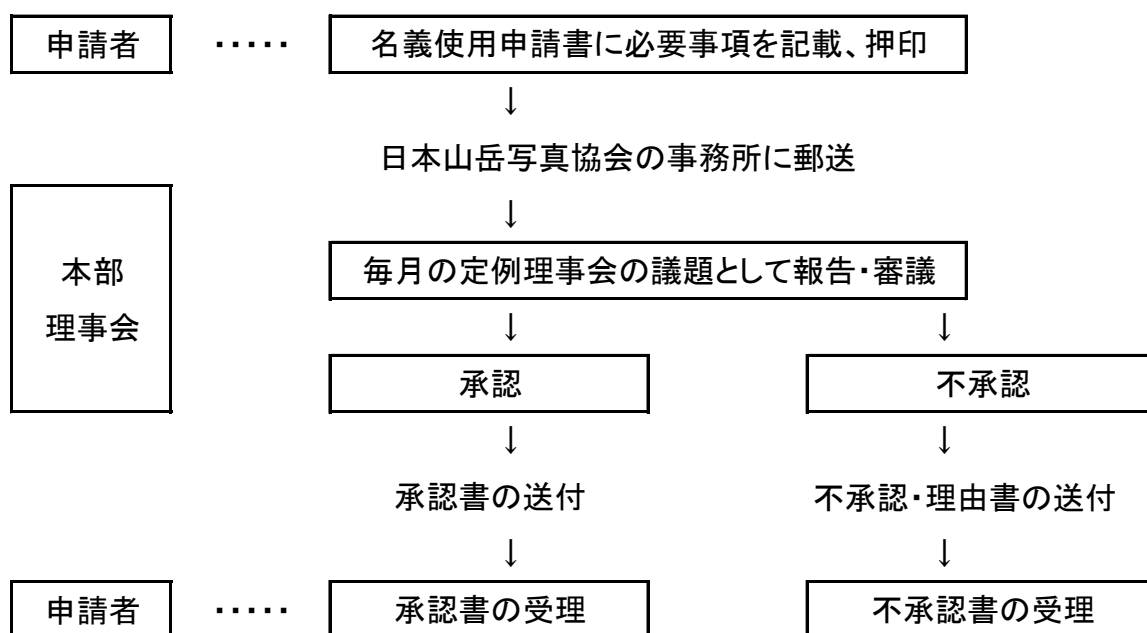 申請者 ・・・・・ 名義使用申請書に必要事項を記載、押印
↓
日本山岳写真協会の事務所に郵送
↓
本部
理事会
毎月の定例理事会の議題として報告・審議
↓ ↓
承認 不承認
↓ ↓
承認書の送付 不承認・理由書の送付
↓ ↓
申請者 ・・・・・ 承認書の受理 不承認書の受理